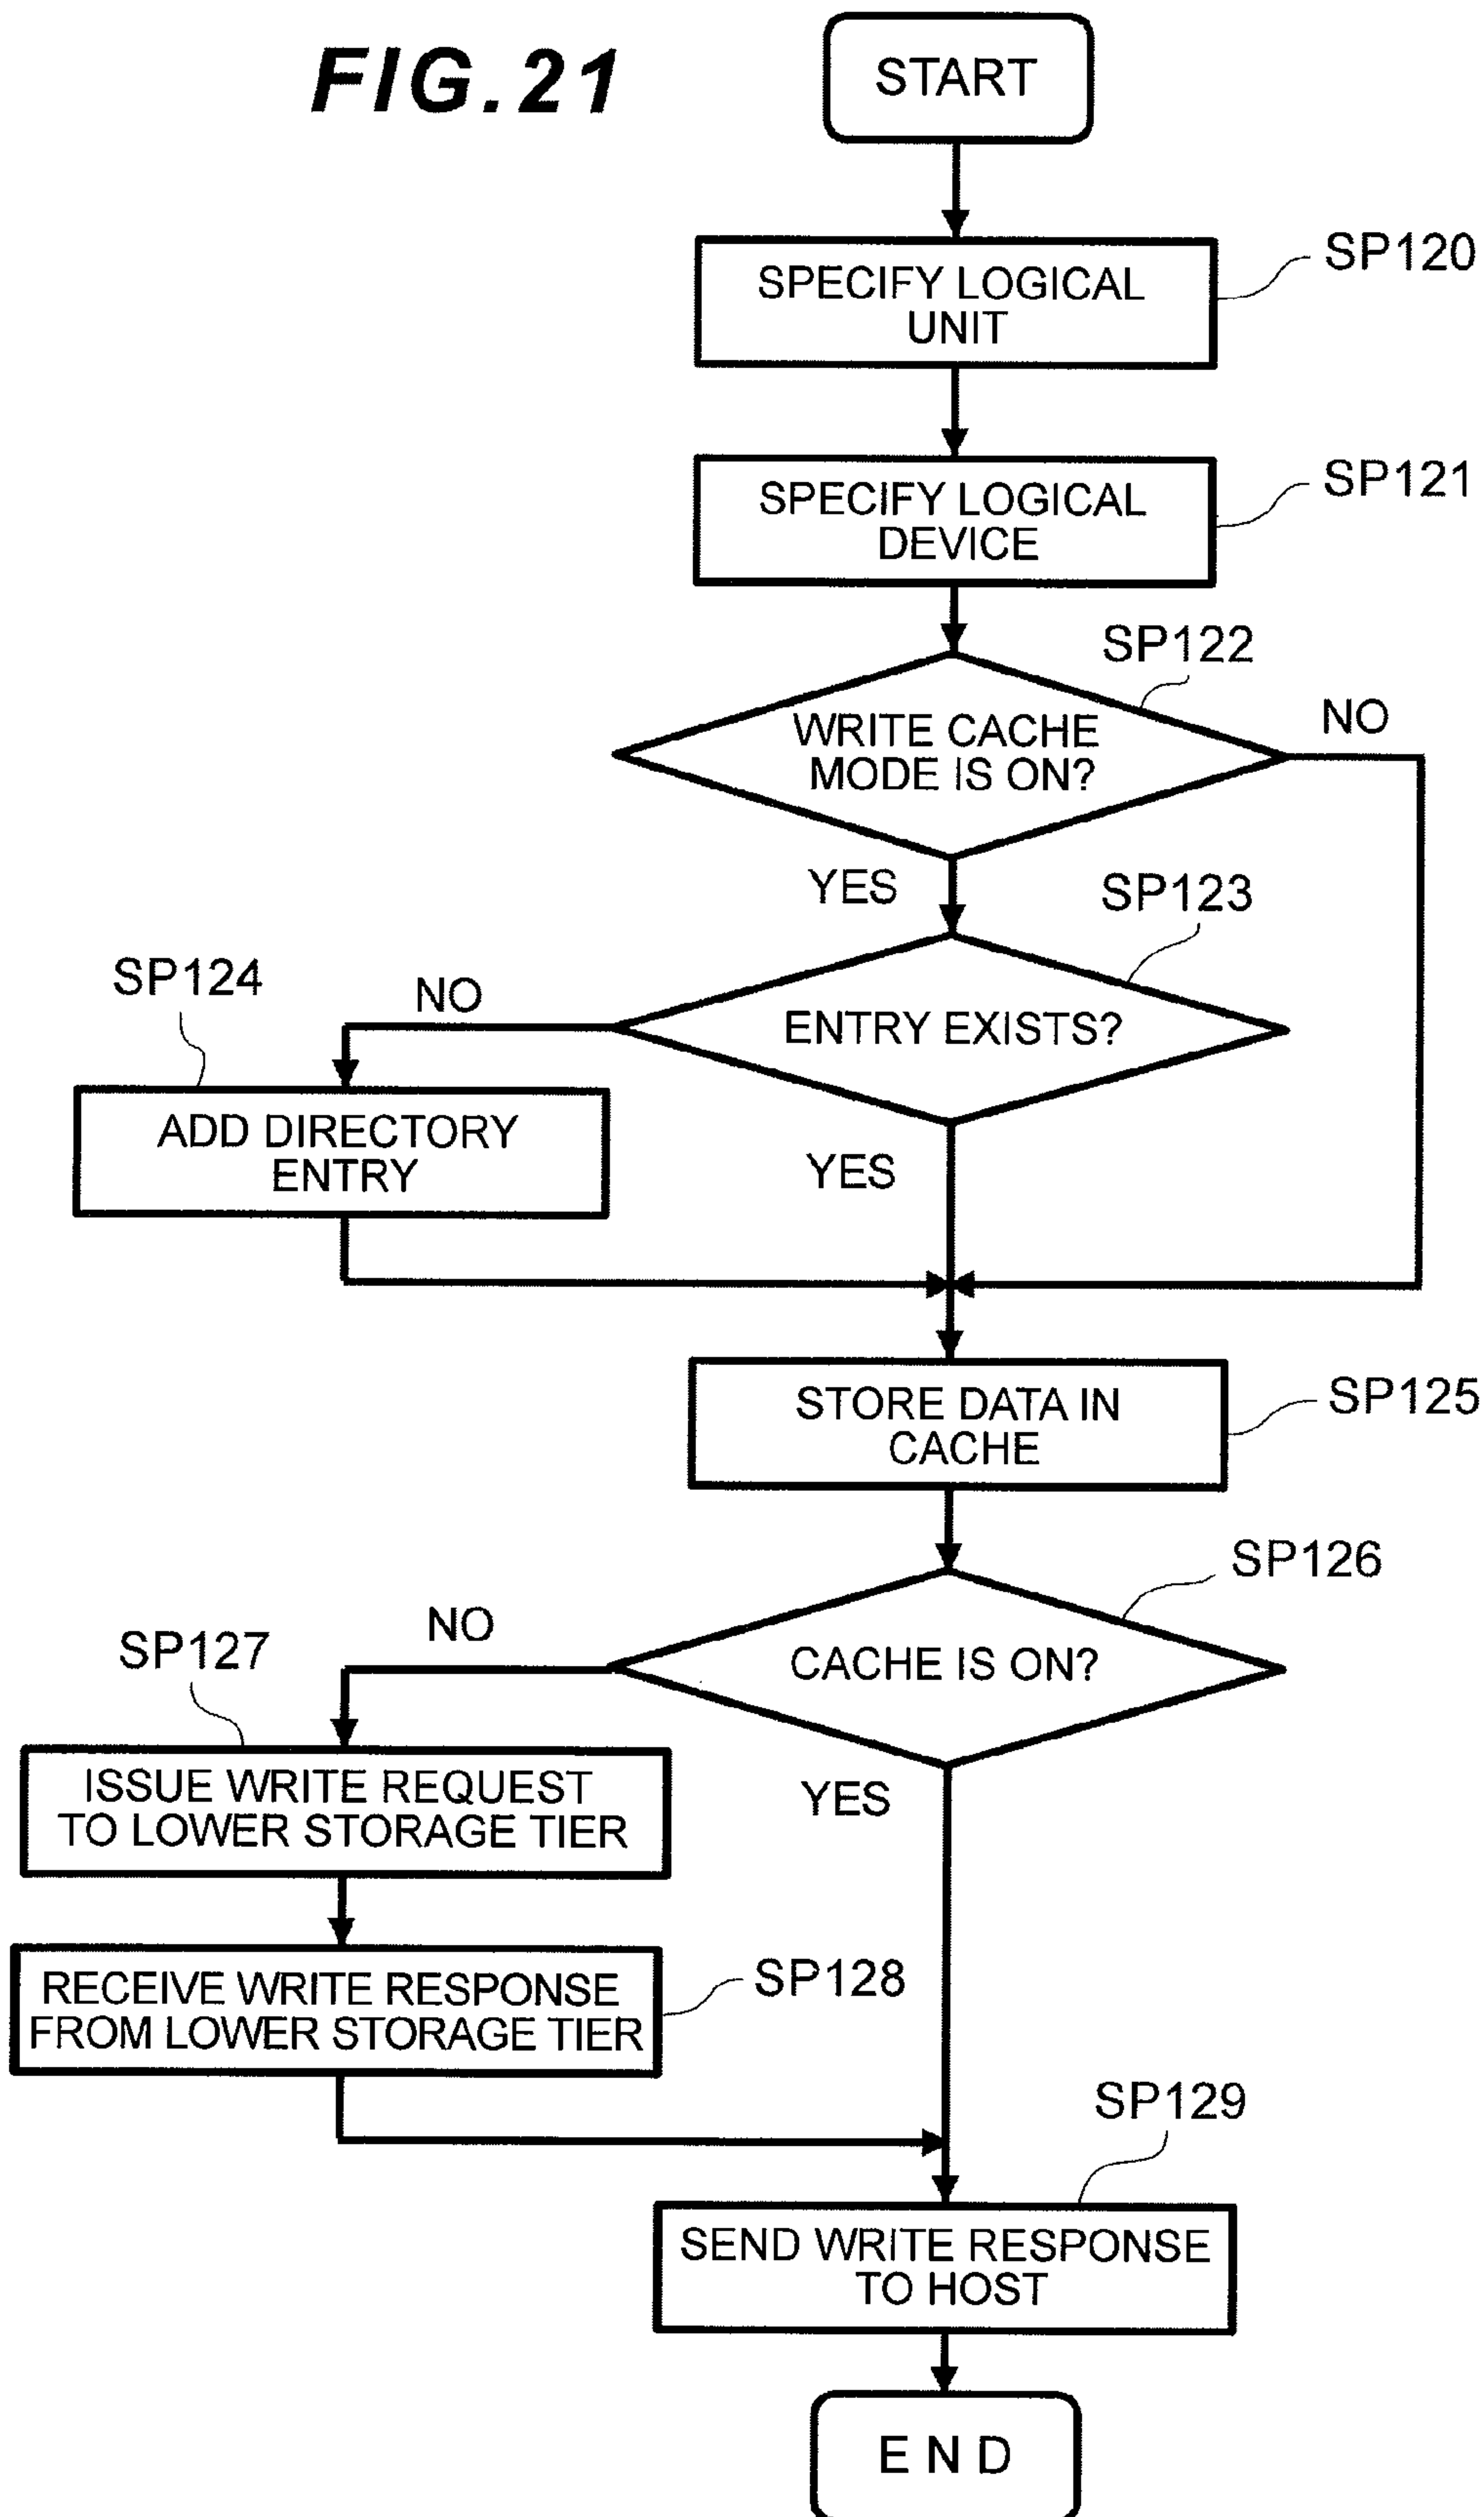 FIG.21
START
SPECIFY LOGICAL
UNIT
SP120
SPECIFY LOGICAL
DEVICE
SP121
SP122
WRITE CACHE
MODE IS ON?
NO
YES
SP123
ENTRY EXISTS?
NO
SP124
ADD DIRECTORY
ENTRY
YES
STORE DATA IN
CACHE
SP125
SP126
CACHE IS ON?
NO
SP127
ISSUE WRITE REQUEST
TO LOWER STORAGE TIER
YES
RECEIVE WRITE RESPONSE
FROM LOWER STORAGE TIER
SP128
SP129
SEND WRITE RESPONSE
TO HOST
END